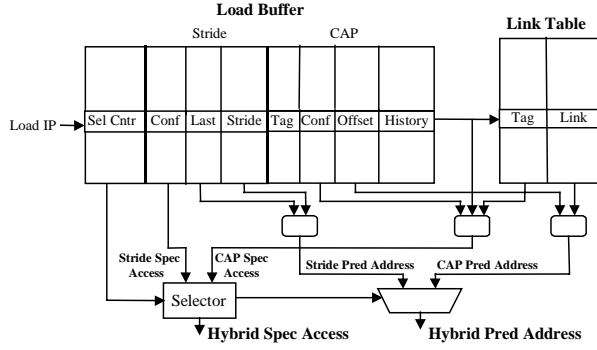 Load Buffer
Link Table
Stride
CAP
Load IP
Sel Cntr
Conf
Last
Stride
Tag
Conf
Offset
History
Tag
Link
Stride Spec
Access
CAP Spec
Access
Stride Pred Address
CAP Pred Address
Selector
Hybrid Spec Access
Hybrid Pred Address